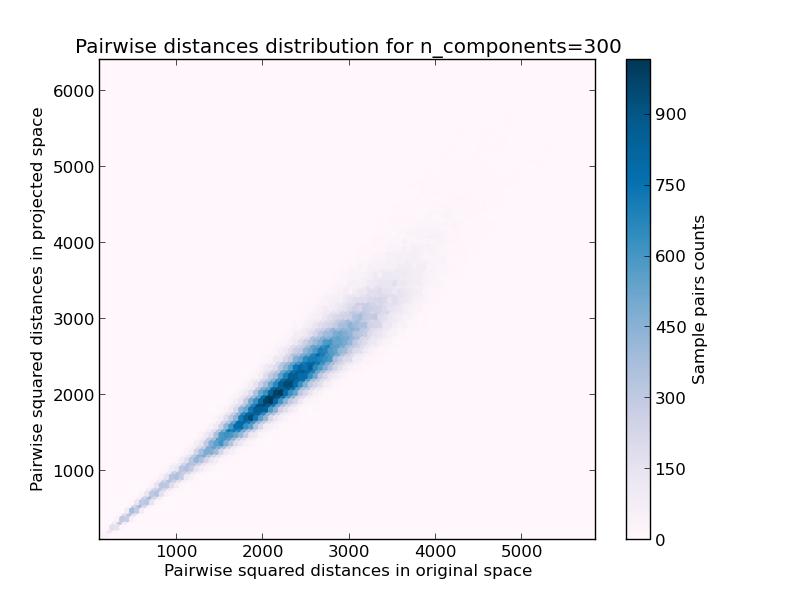 Pairwise distances distribution for n_components=300
Pairwise squared distances in projected space
6000
5000
4000
3000
2000
1000
1000 2000 3000 4000 5000
Pairwise squared distances in original space
900
750
600
450
300
150
0
Sample pairs counts